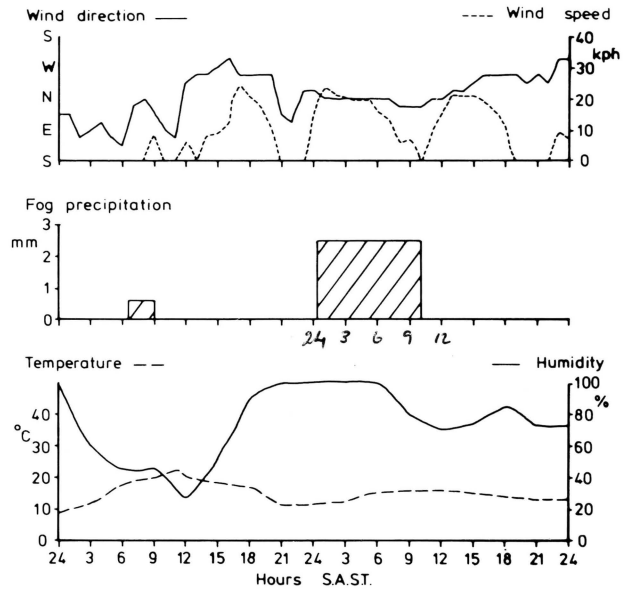 Wind direction Wind speed
S 40
W 30 kph
N 20
E 10
S 0
Fog precipitation
3
mm
2
1
0
24 3 6 9 12
Temperature Humidity
100
%
40 80
°C
30 60
20 40
10 20
0 0
24 3 6 9 12 15 18 21 24 3 6 9 12 15 18 21 24
Hours S.A.S.T.